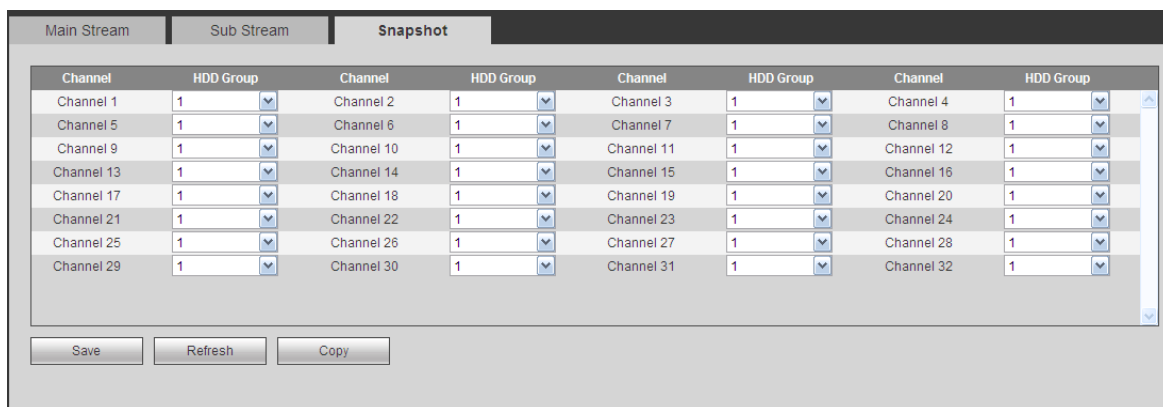 Main Stream Sub Stream Snapshot
Channel HDD Group Channel HDD Group Channel HDD Group Channel HDD Group
Channel 1 1 Channel 2 1 Channel 3 1 Channel 4 1
Channel 5 1 Channel 6 1 Channel 7 1 Channel 8 1
Channel 9 1 Channel 10 1 Channel 11 1 Channel 12 1
Channel 13 1 Channel 14 1 Channel 15 1 Channel 16 1
Channel 17 1 Channel 18 1 Channel 19 1 Channel 20 1
Channel 21 1 Channel 22 1 Channel 23 1 Channel 24 1
Channel 25 1 Channel 26 1 Channel 27 1 Channel 28 1
Channel 29 1 Channel 30 1 Channel 31 1 Channel 32 1
Save Refresh Copy